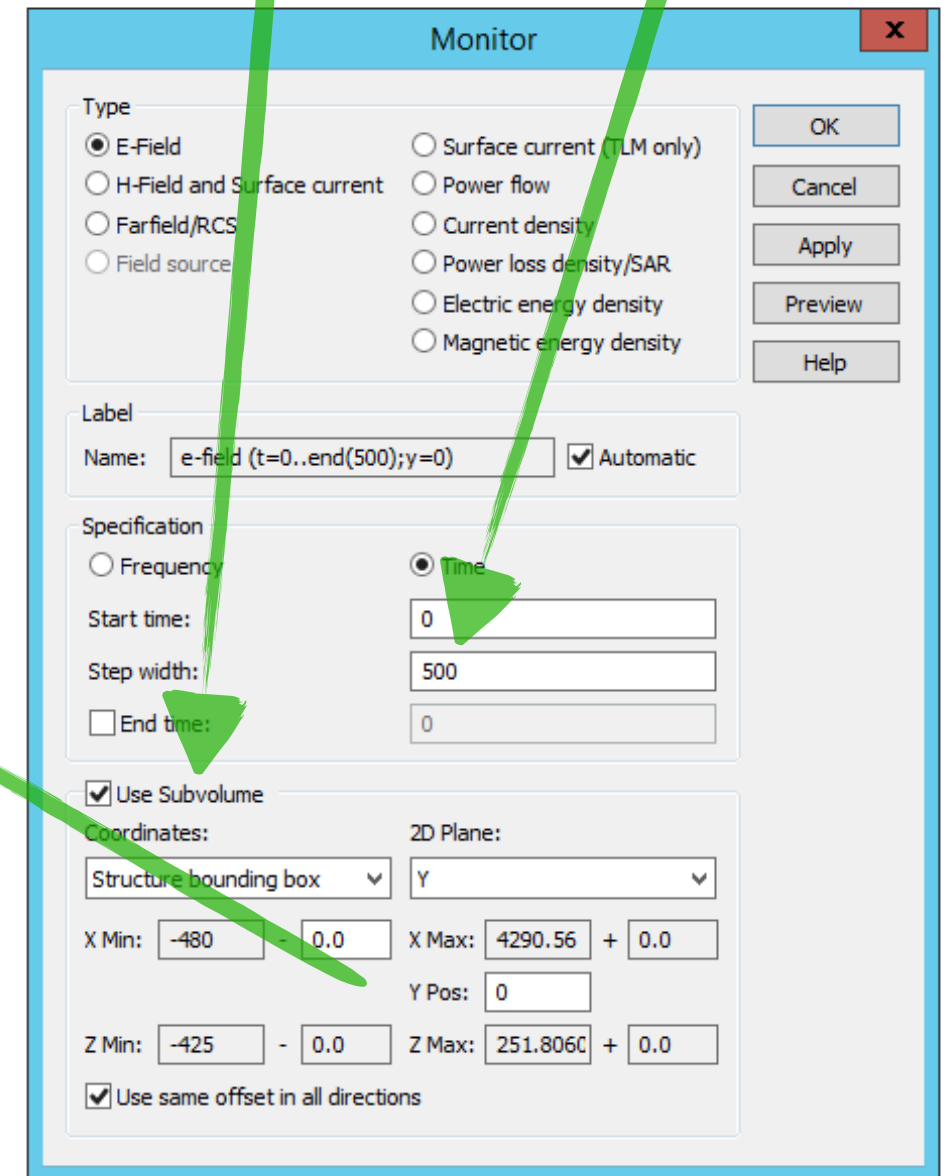 Monitor
x
Type
E-Field
Surface current (TLM only)
H-Field and Surface current
Power flow
Farfield/RCS
Current density
Field source
Power loss density/SAR
Electric energy density
Magnetic energy density
OK
Cancel
Apply
Preview
Help
Label
Name: e-field (t=0..end(500);y=0) Automatic
Specification
Frequency
Time
Start time: 0
Step width: 500
End time: 0
Use Subvolume
Coordinates: 2D Plane:
Structure bounding box Y
X Min: -480 - 0.0 X Max: 4290.56 + 0.0
Y Pos: 0
Z Min: -425 - 0.0 Z Max: 251.8060 + 0.0
Use same offset in all directions